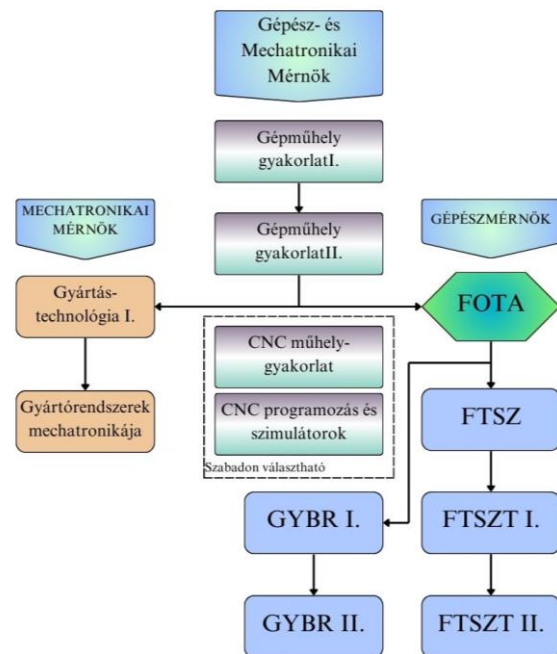 Gépész- és
Mechatronikai
Mérnök
Gépműhely
gyakorlatI.
MECHATRONIKAI
MÉRNÖK
Gépműhely
gyakorlatII.
GÉPÉSZMÉRNÖK
Gyártás-
technológia I.
FOTA
CNC műhely-
gyakorlat
Gyártórendszerek
mechatronikája
CNC programozás és
szimulátorok
Szabadon választható
FTSZ
GYBR I.
FTSZT I.
GYBR II.
FTSZT II.